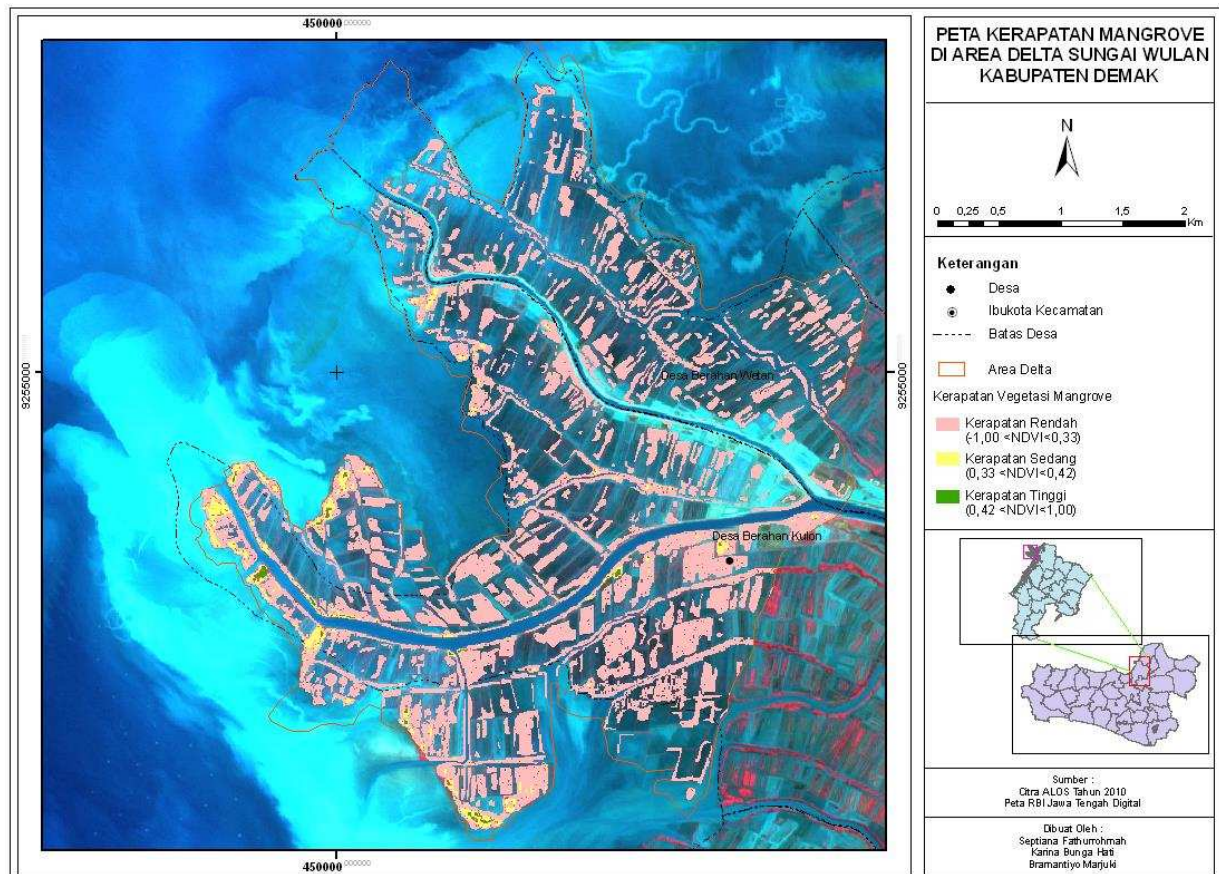 450000
9255000
9255000
450000
Desa Berahan Wetan
Desa Berahan Kulon
PETA KERAPATAN MANGROVE
DI AREA DELTA SUNGAI WULAN
KABUPATEN DEMAK
N
0 0,25 0,5 1 1,5 2
Km
Keterangan
Desa
Ibukota Kecamatan
Batas Desa
Area Delta
Kerapatan Vegetasi Mangrove
Kerapatan Rendah
(-1,00 <NDVI<0,33)
Kerapatan Sedang
(0,33 <NDVI<0,42)
Kerapatan Tinggi
(0,42 <NDVI<1,00)
Sumber :
Citra ALOS Tahun 2010
Peta RBI Jawa Tengah Digital
Dibuat Oleh :
Septiana Fathurrohmah
Karina Bunga Hati
Bramantiyo Marjuki